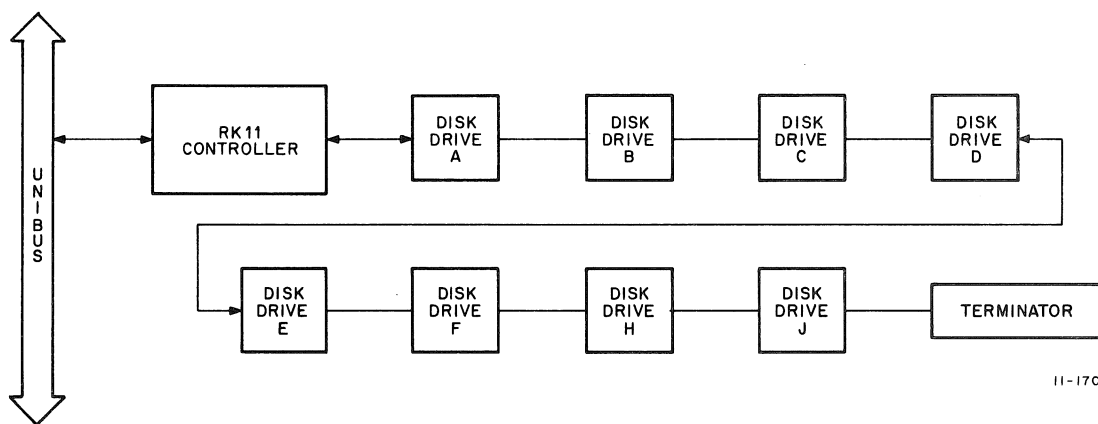 UNIBUS
RK11
CONTROLLER
DISK
DRIVE
A
DISK
DRIVE
B
DISK
DRIVE
C
DISK
DRIVE
D
DISK
DRIVE
E
DISK
DRIVE
F
DISK
DRIVE
H
DISK
DRIVE
J
TERMINATOR